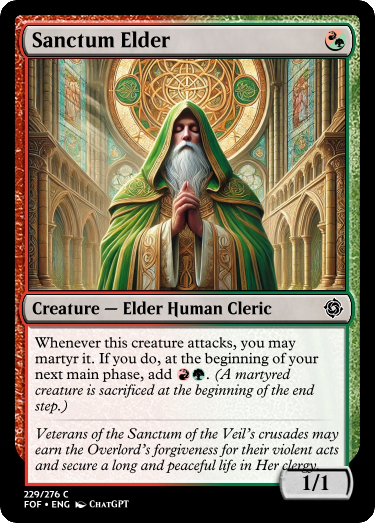 Sanctum Elder
Creature — Elder Human Cleric
Whenever this creature attacks, you may
martyr it. If you do, at the beginning of your
next main phase, add. (A martyred
creature is sacrificed at the beginning of the end
step.)
Veterans of the Sanctum of the Veil's crusades may
earn the Overlord's forgiveness for their violent acts
and secure a long and peaceful life in Her clergy.
1/1
229/276 C
FOF • ENG ChatGPT